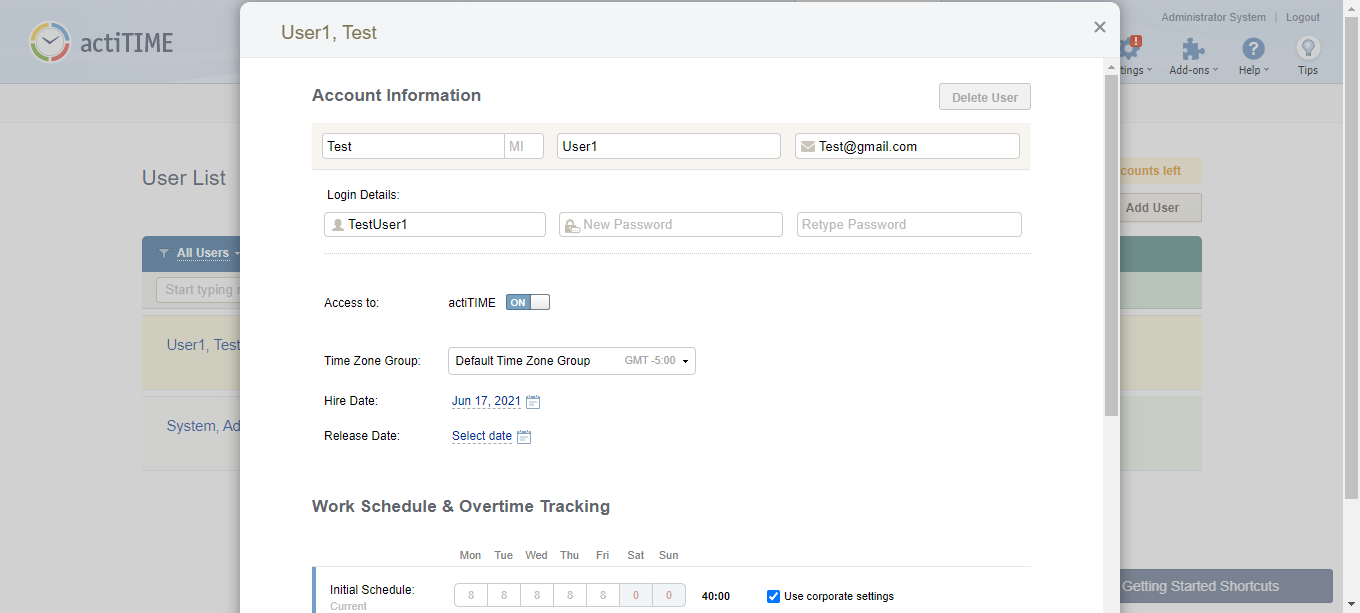 Administrator System | Logout
actiTIME
User1, Test
Add-ons
Help
Tips
Account Information
Delete User
Test
MI
User1
Test@gmail.com
User List
Login Details:
TestUser1
New Password
Retype Password
Add User
All Users
Start typing
Access to:
actiTIME
ON
User1, Test
Time Zone Group:
Default Time Zone Group
GMT -5:00
Hire Date:
Jun 17, 2021
System, Ad
Release Date:
Select date
Work Schedule & Overtime Tracking
Mon Tue Wed Thu Fri Sat Sun
Initial Schedule:
8 8 8 8 8 0 0
40:00
Use corporate settings
Current
Getting Started Shortcuts